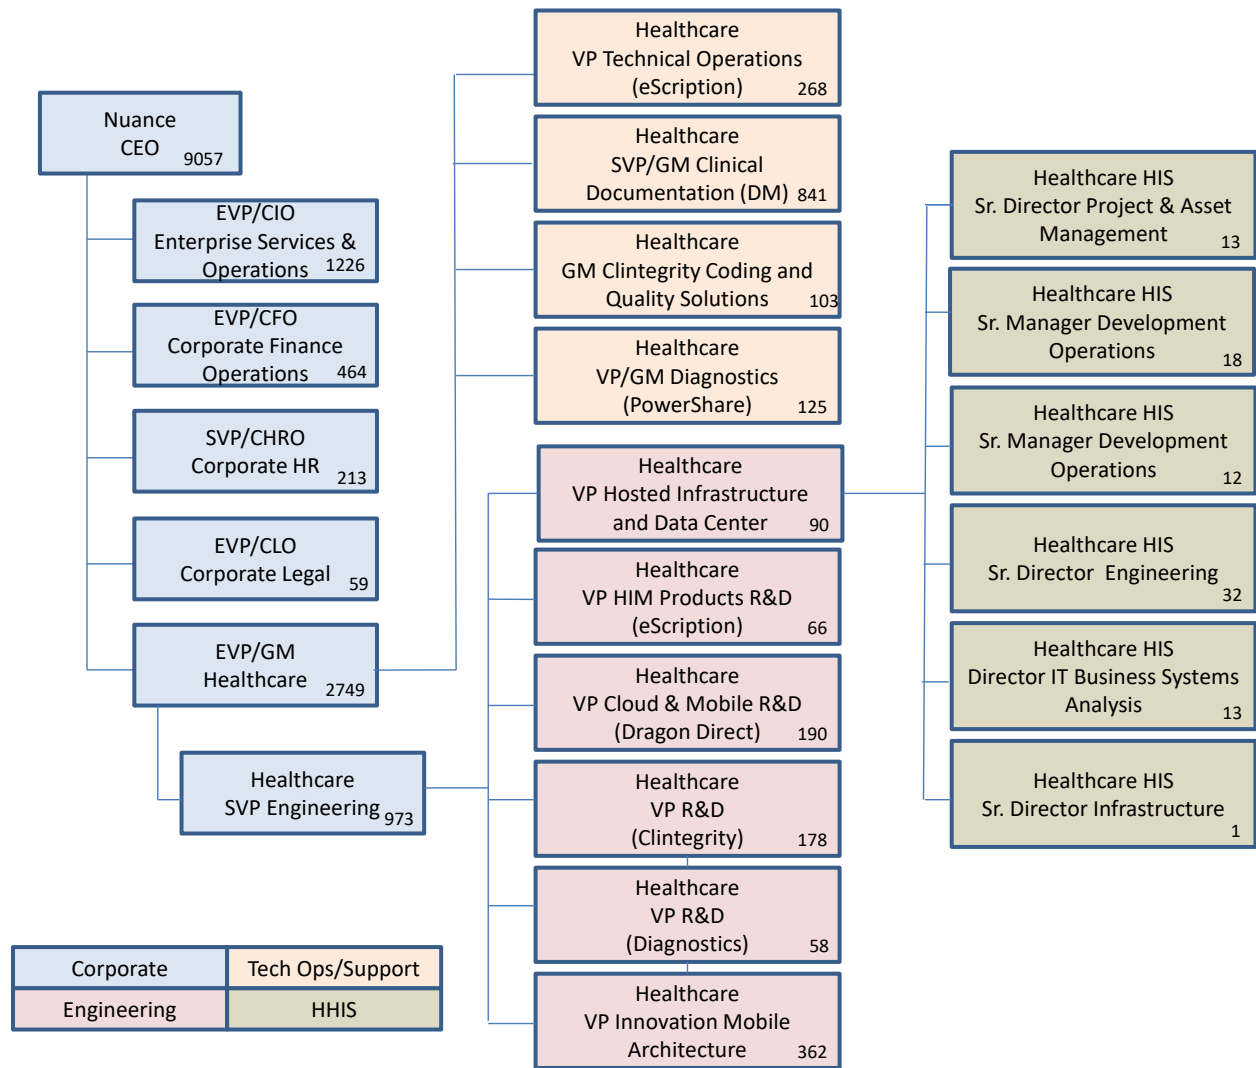 Nuance
CEO
9057
EVP/CIO
Enterprise Services &
Operations
1226
EVP/CFO
Corporate Finance
Operations
464
SVP/CHRO
Corporate HR
213
EVP/CLO
Corporate Legal
59
EVP/GM
Healthcare
2749
Healthcare
SVP Engineering
973
Healthcare
VP Technical Operations
(eScription)
268
Healthcare
SVP/GM Clinical
Documentation (DM)
841
Healthcare
GM Clintegrity Coding and
Quality Solutions
103
Healthcare
VP/GM Diagnostics
(PowerShare)
125
Healthcare
VP Hosted Infrastructure
and Data Center
90
Healthcare
VP HIM Products R&D
(eScription)
66
Healthcare
VP Cloud & Mobile R&D
(Dragon Direct)
190
Healthcare
VP R&D
(Clintegrity)
178
Healthcare
VP R&D
(Diagnostics)
58
Healthcare
VP Innovation Mobile
Architecture
362
Healthcare HIS
Sr. Director Project & Asset
Management
13
Healthcare HIS
Sr. Manager Development
Operations
18
Healthcare HIS
Sr. Manager Development
Operations
12
Healthcare HIS
Sr. Director  Engineering
32
Healthcare HIS
Director IT Business Systems
Analysis
13
Healthcare HIS
Sr. Director Infrastructure
1
Corporate
Tech Ops/Support
Engineering
HHIS